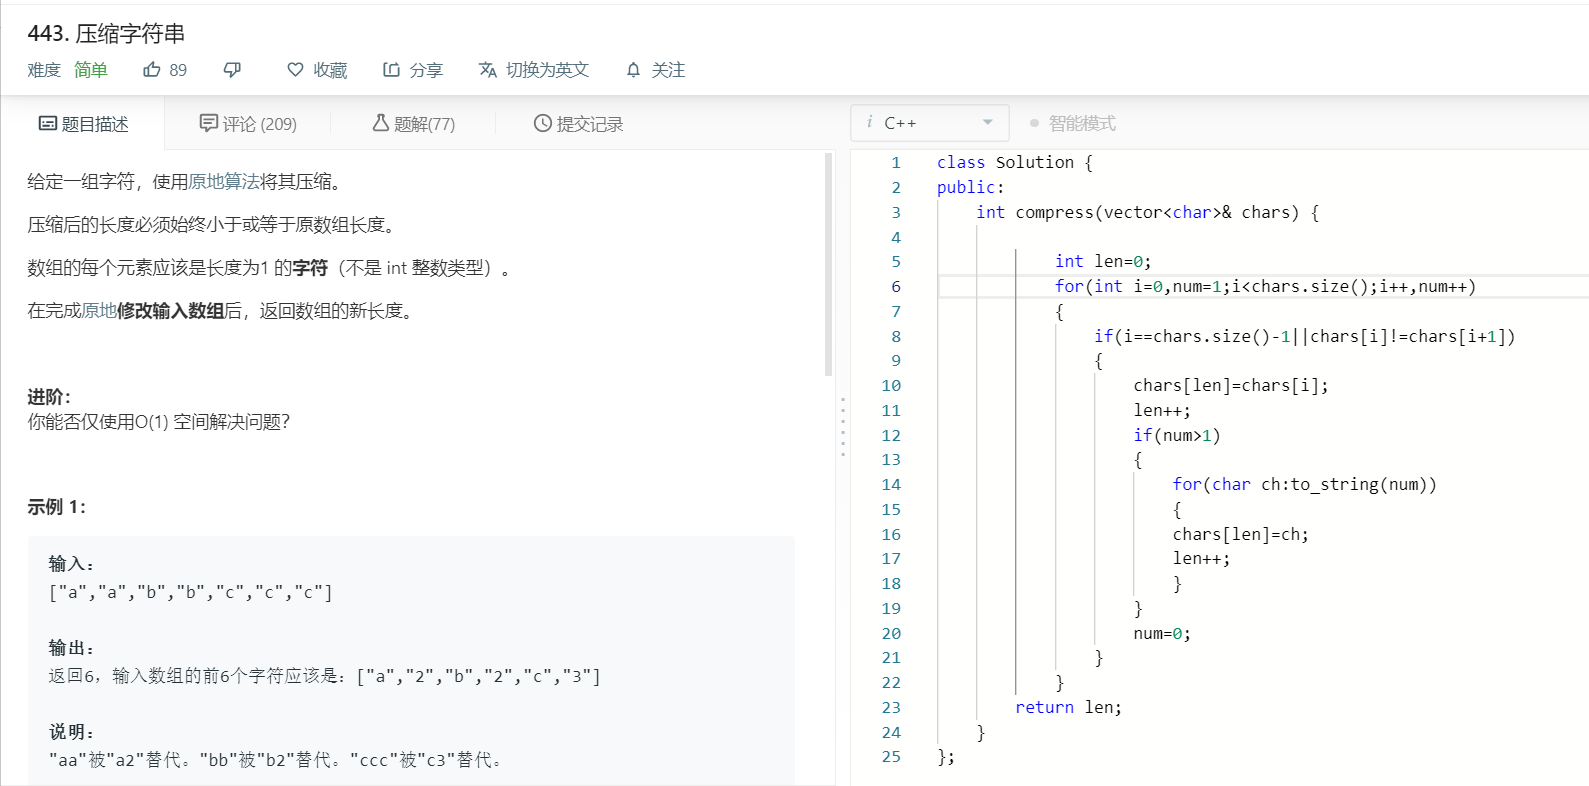 443. 压缩字符串
难度 简单 89 收藏 分享 切换为英文 关注
题目描述 评论 (209) 题解(77) 提交记录
给定一组字符，使用原地算法将其压缩。
压缩后的长度必须始终小于或等于原数组长度。
数组的每个元素应该是长度为1 的字符（不是 int 整数类型）。
在完成原地修改输入数组后，返回数组的新长度。
进阶：
你能否仅使用O(1) 空间解决问题？
示例 1：
输入：
["a","a","b","b","c","c","c"]
输出：
返回6，输入数组的前6个字符应该是：["a","2","b","2","c","3"]
说明：
"aa"被"a2"替代。"bb"被"b2"替代。"ccc"被"c3"替代。
i C++ 智能模式
1 class Solution {
2 public:
3 int compress(vector<char>& chars) {
4
5 int len=0;
6 for(int i=0,num=1;i<chars.size();i++,num++)
7 {
8 if(i==chars.size()-1||chars[i]!=chars[i+1])
9 {
10 chars[len]=chars[i];
11 len++;
12 if(num>1)
13 {
14 for(char ch:to_string(num))
15 {
16 chars[len]=ch;
17 len++;
18 }
19 }
20 num=0;
21 }
22 }
23 return len;
24 }
25 };